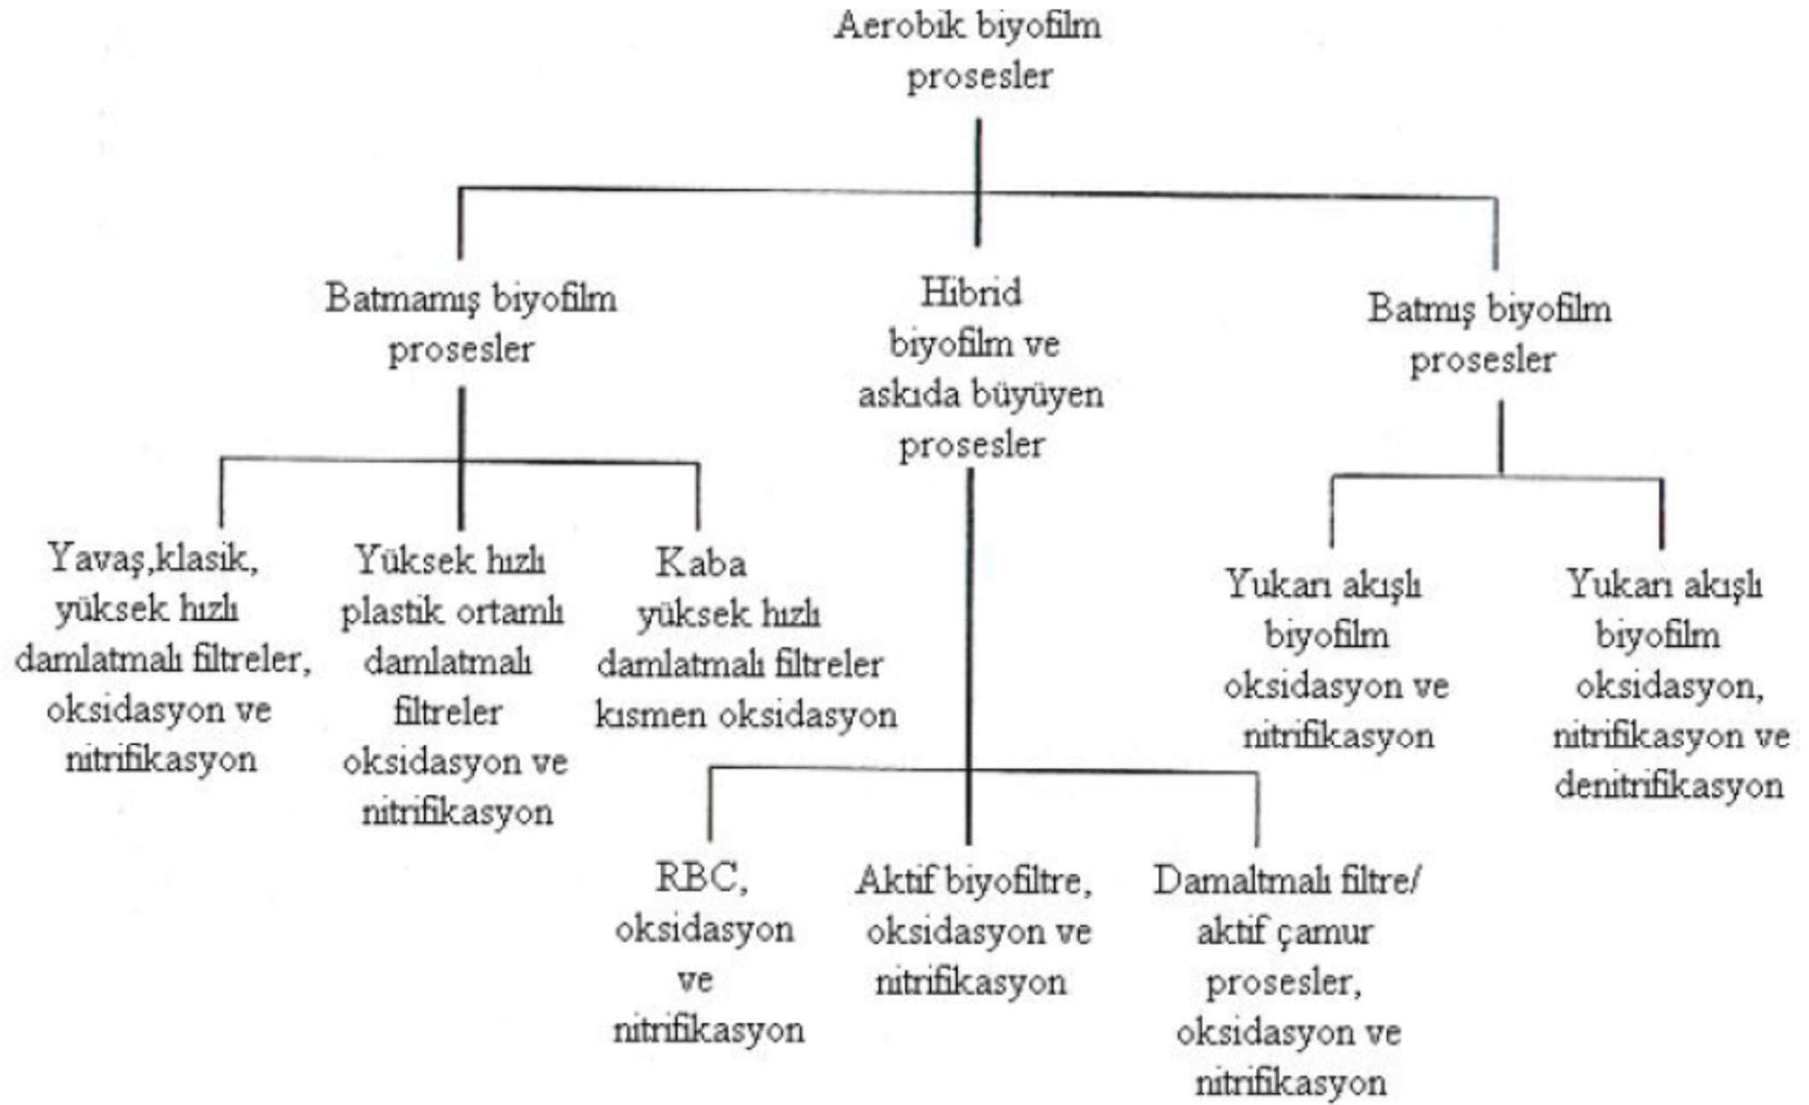 Aerobik biyofilm
prosesler
Batmamış biyofilm
prosesler
Hibrid
biyofilm ve
askıda büyüyen
prosesler
Batmış biyofilm
prosesler
Yavaş,klasik,
yüksek hızlı
damlatmalı filtreler,
oksidasyon ve
nitrifikasyon
Yüksek hızlı
plastik ortamlı
damlatmalı
filtreler
oksidasyon ve
nitrifikasyon
Kaba
yüksek hızlı
damlatmalı filtreler
kısmen oksidasyon
RBC,
oksidasyon
ve
nitrifikasyon
Aktif biyofiltre,
oksidasyon ve
nitrifikasyon
Damaltmalı filtre/
aktif çamur
prosesler,
oksidasyon ve
nitrifikasyon
Yukarı akışlı
biyofilm
oksidasyon ve
nitrifikasyon
Yukarı akışlı
biyofilm
oksidasyon,
nitrifikasyon ve
denitrifikasyon